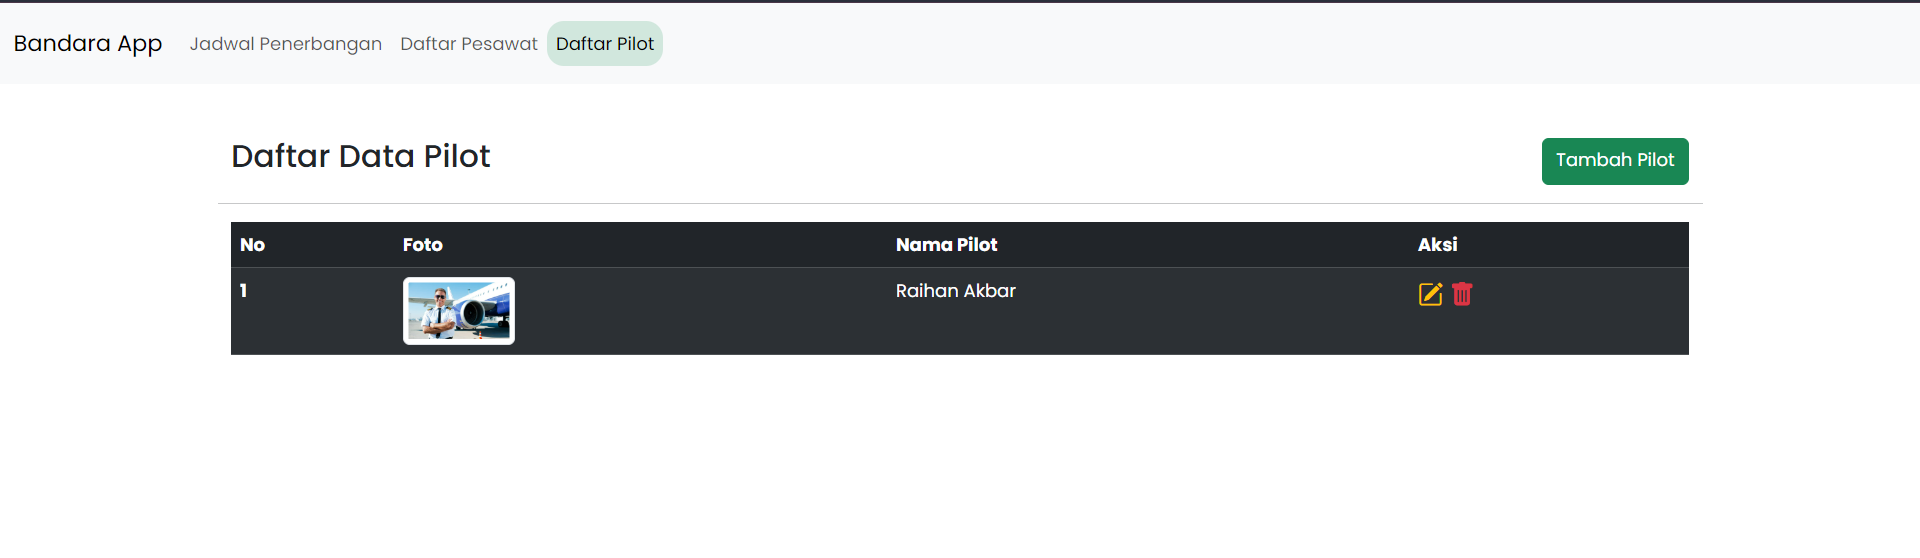 Bandara App Jadwal Penerbangan Daftar Pesawat Daftar Pilot
Daftar Data Pilot Tambah Pilot
No Foto Nama Pilot Aksi
1 Raihan Akbar